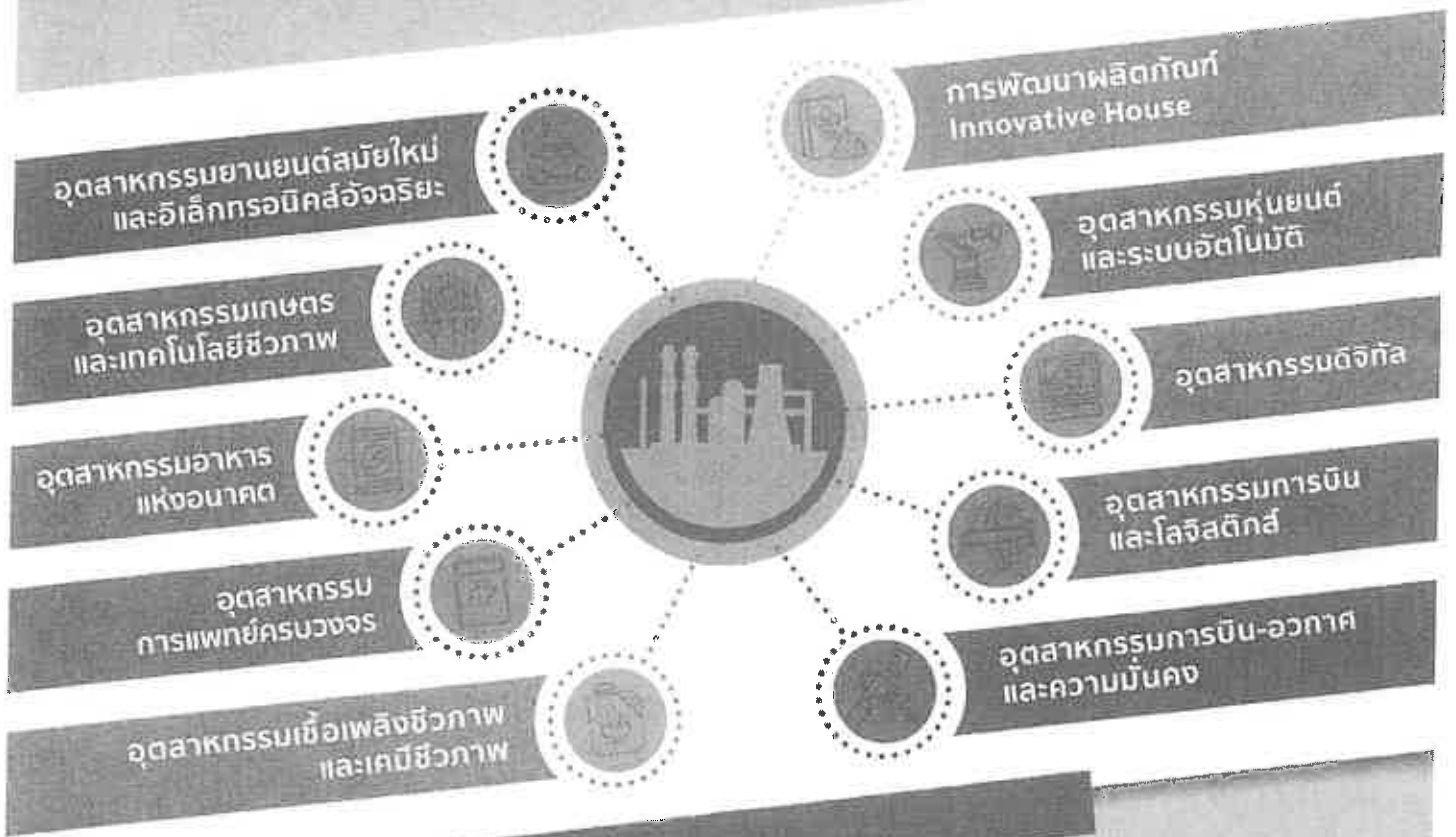 อุตสาหกรรมยานยนต์สมัยใหม่
และอิเล็กทรอนิคส์อัจฉริยะ
อุตสาหกรรมเกษตร
และเทคโนโลยีชีวภาพ
อุตสาหกรรมอาหาร
แห่งอนาคต
อุตสาหกรรม
การแพทย์ครบวงจร
อุตสาหกรรมเชื้อเพลิงชีวภาพ
และเคมีชีวภาพ
การพัฒนาผลิตภัณฑ์
Innovative House
อุตสาหกรรมหุ่นยนต์
และระบบอัตโนมัติ
อุตสาหกรรมดิจิทัล
อุตสาหกรรมการบิน
และโลจิสติกส์
อุตสาหกรรมการบิน-อวกาศ
และความมั่นคง